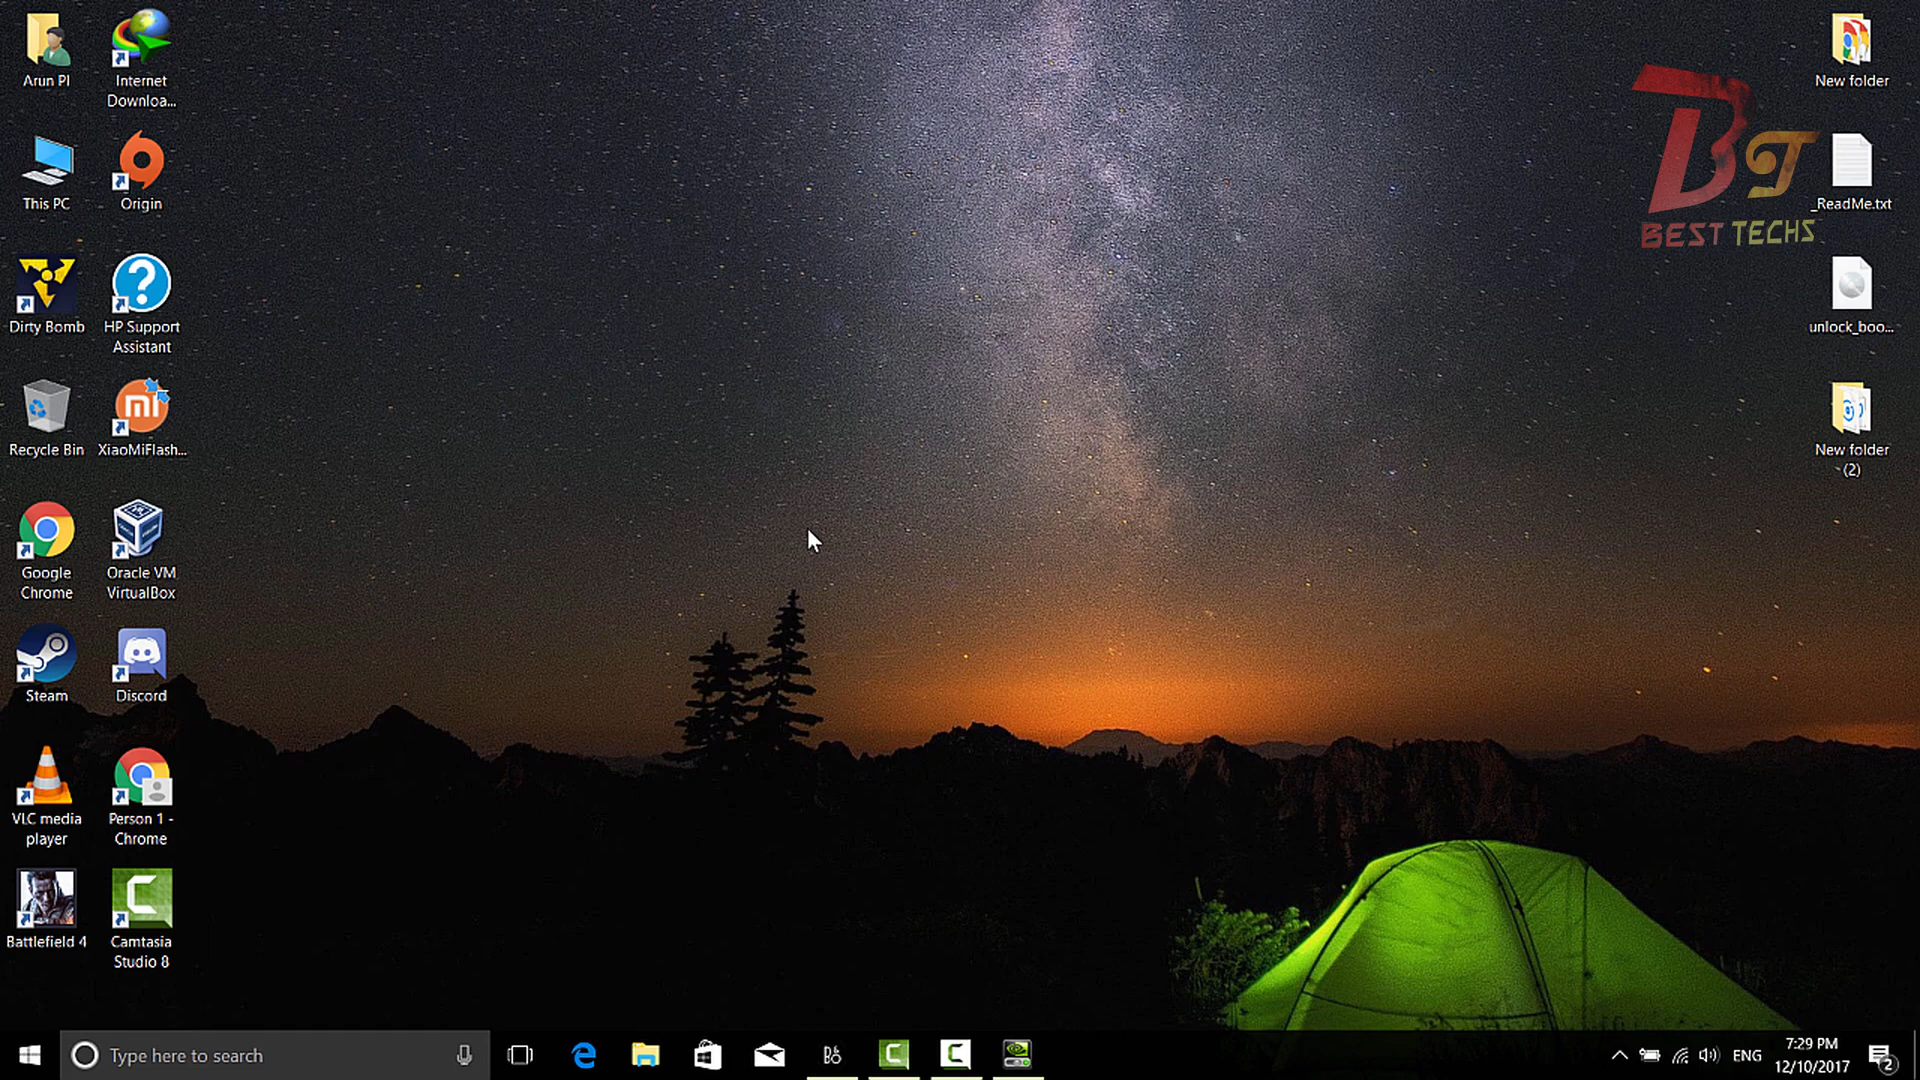 Arun Pl
Internet
Downloa...
This PC
Origin
Dirty Bomb
HP Support
Assistant
Recycle Bin
XiaoMiFlash...
Google
Chrome
Oracle VM
VirtualBox
Steam
Discord
VLC media
player
Person 1 -
Chrome
Battlefield 4
Camtasia
Studio 8
New folder
_ReadMe.txt
unlock_boo...
New folder
(2)
BT
BEST TECHS
Type here to search
ENG
7:29 PM
12/10/2017
2